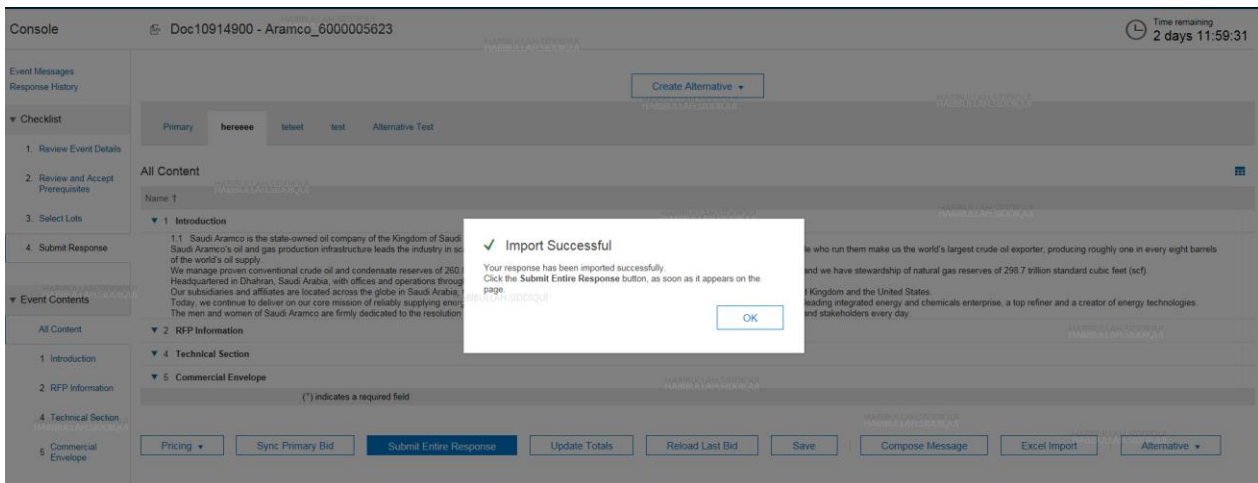 Console
Doc10914900 - Aramco_6000005623
Time remaining
2 days 11:59:31
Event Messages
Response History
Create Alternative
▼ Checklist
1. Review Event Details
2. Review and Accept
Prerequisites
3. Select Lots
4. Submit Response
▼ Event Contents
All Content
1 Introduction
2 RFP Information
4 Technical Section
5 Commercial
Envelope
Primary
hereeee
teteet
test
Alternative Test
All Content
Name ↑
▼ 1 Introduction
1.1 Saudi Aramco is the state-owned oil company of the Kingdom of Saudi
Saudi Aramco's oil and gas production infrastructure leads the industry in
le who run them make us the world's largest crude oil exporter, producing roughly one in every eight barrels
of the world's oil supply.
We manage proven conventional crude oil and condensate reserves of 260.
and we have stewardship of natural gas reserves of 298.7 trillion standard cubic feet (scf).
Headquartered in Dhahran, Saudi Arabia, with offices and operations throug
Our subsidiaries and affiliates are located across the globe in Saudi Arabia,
d Kingdom and the United States.
Today, we continue to deliver on our core mission of reliably supplying energ
leading integrated energy and chemicals enterprise, a top refiner and a creator of energy technologies.
The men and women of Saudi Aramco are firmly dedicated to the resolution
and stakeholders every day.
▼ 2 RFP Information
▼ 4 Technical Section
▼ 5 Commercial Envelope
(*) indicates a required field
✓ Import Successful
Your response has been imported successfully.
Click the Submit Entire Response button, as soon as it appears on the
page.
OK
Pricing
Sync Primary Bid
Submit Entire Response
Update Totals
Reload Last Bid
Save
Compose Message
Excel Import
Alternative
HABIBULLAH.SIDDIQUI